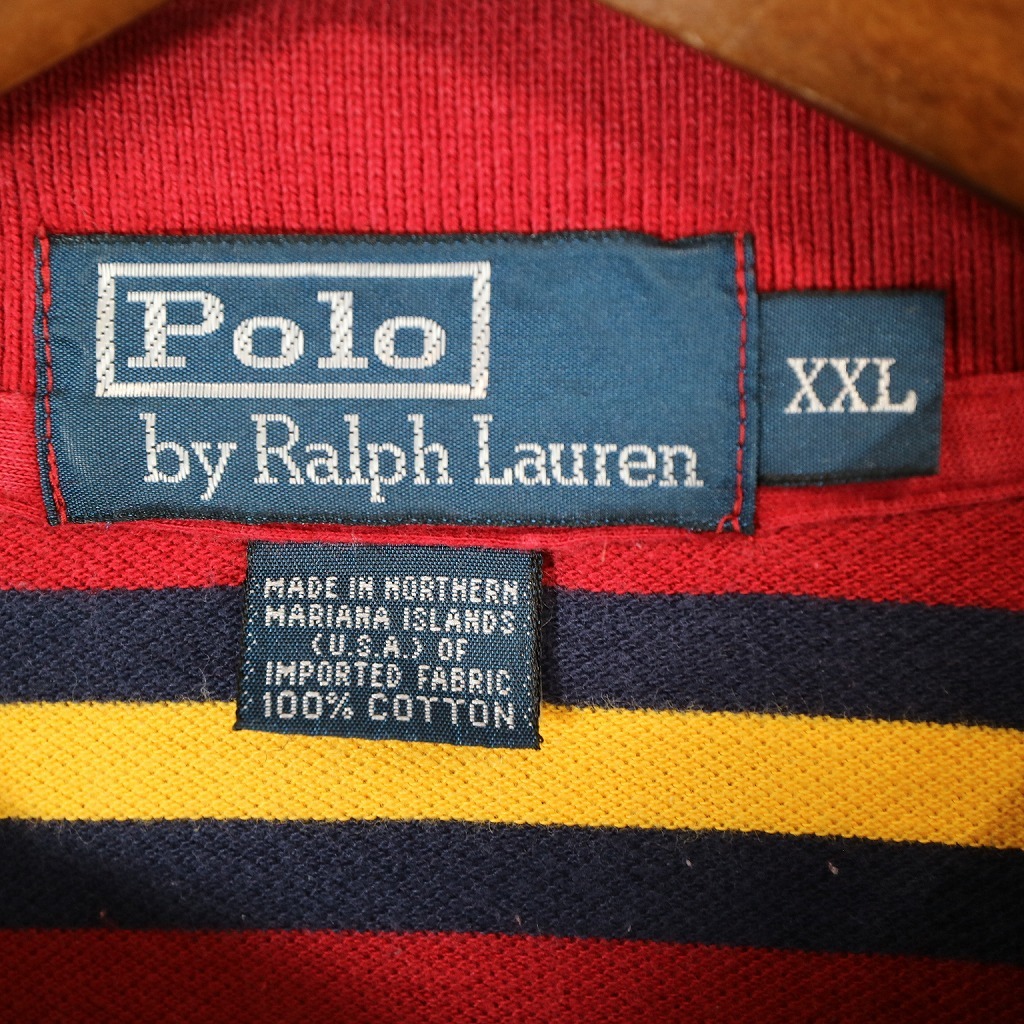 Polo
by Ralph Lauren
XXL
MADE IN NORTHERN
MARIANA ISLANDS
(U.S.A.) OF
IMPORTED FABRIC
100% COTTON